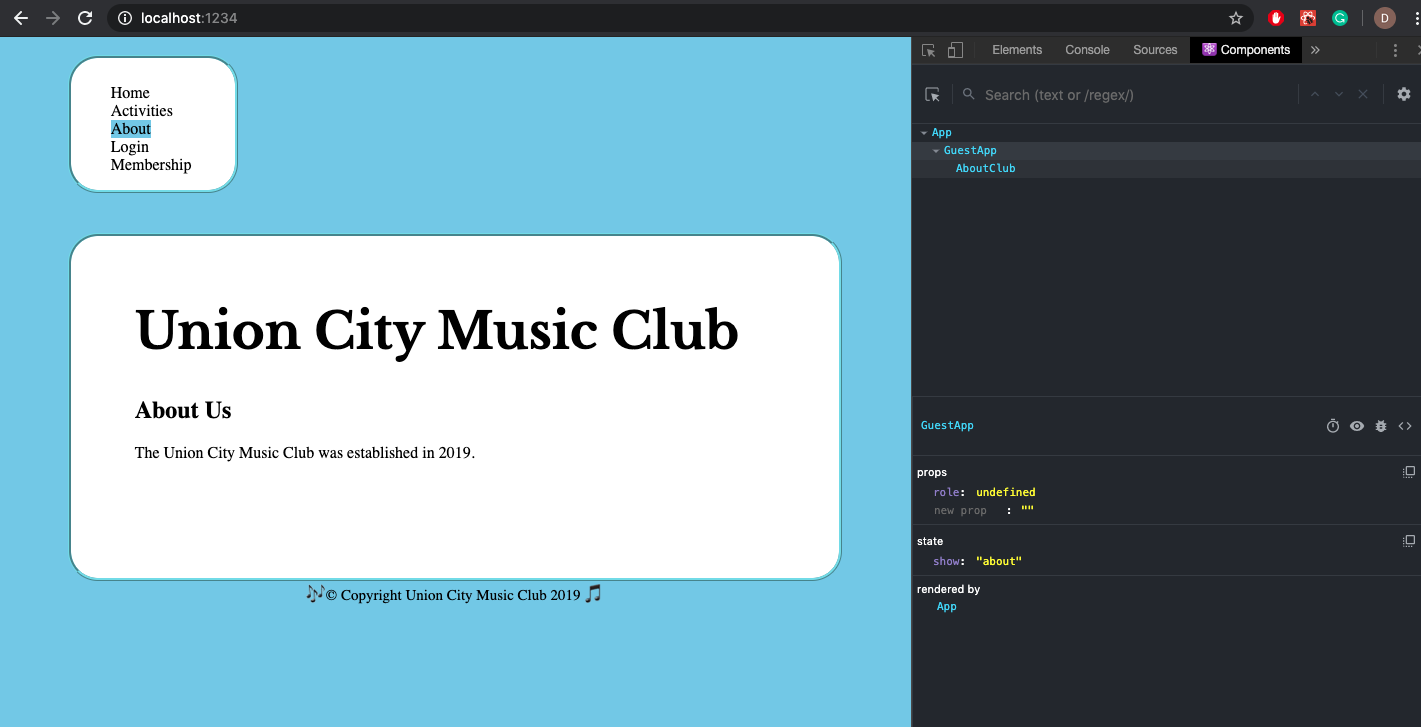 localhost:1234
D
Elements Console Sources ⚛ Components »
Search (text or /regex/)
Home
Activities
About
Login
Membership
App
GuestApp
AboutClub
Union City Music Club
About Us
The Union City Music Club was established in 2019.
🎶© Copyright Union City Music Club 2019 🎵
GuestApp
props
role: undefined
new prop : ""
state
show: "about"
rendered by
App